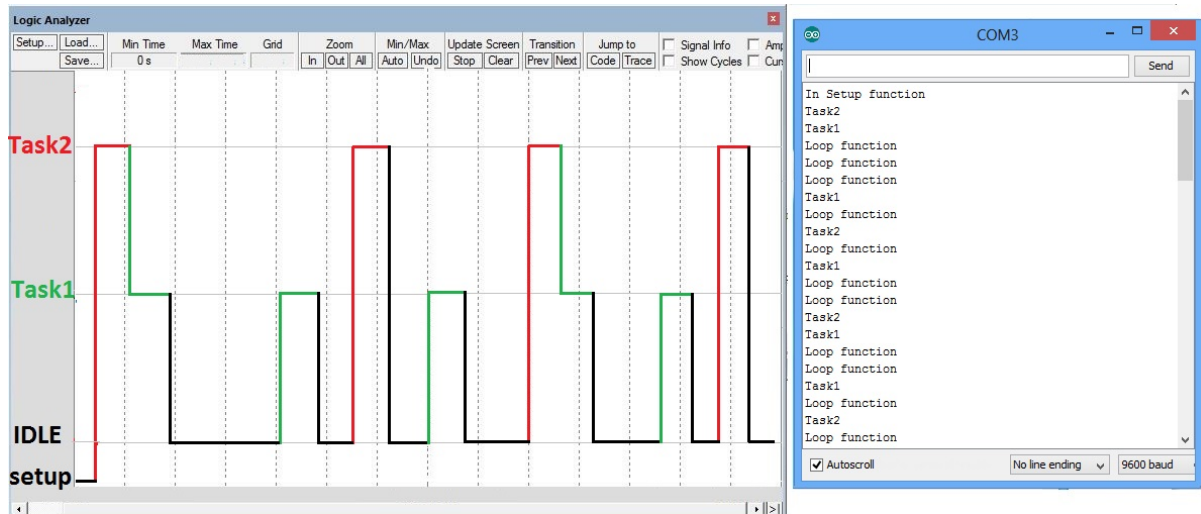 Logic Analyzer
Setup... Load... Min Time Max Time Grid Zoom Min/Max Update Screen Transition Jump to Signal Info
Save... 0 s In Out All Auto Undo Stop Clear Prev Next Code Trace Show Cycles
Task2
Task1
IDLE
setup
COM3
Send
In Setup function
Task2
Task1
Loop function
Loop function
Loop function
Task1
Loop function
Task2
Loop function
Task1
Loop function
Loop function
Task2
Task1
Loop function
Loop function
Task1
Loop function
Task2
Loop function
Autoscroll No line ending 9600 baud